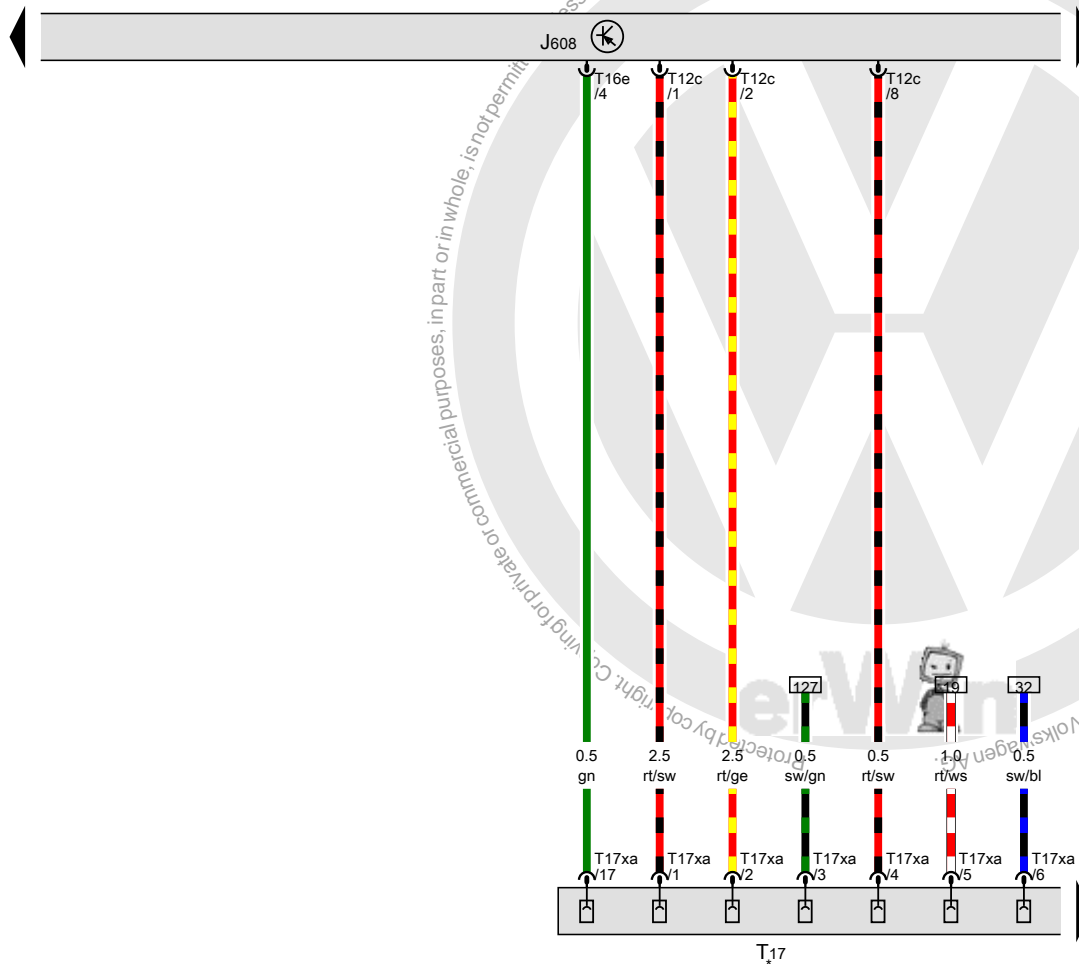 J608
T16e
/4
T12c
/1
T12c
/2
T12c
/8
127
19
32
0.5
gn
2.5
rt/sw
2.5
rt/ge
0.5
sw/gn
0.5
rt/sw
1.0
rt/ws
0.5
sw/bl
T17xa
/17
T17xa
/1
T17xa
/2
T17xa
/3
T17xa
/4
T17xa
/5
T17xa
/6
T17
*
erWin
Protected by copyright. Copying for private or commercial purposes, in part or in whole, is not permitted
Volkswagen AG.